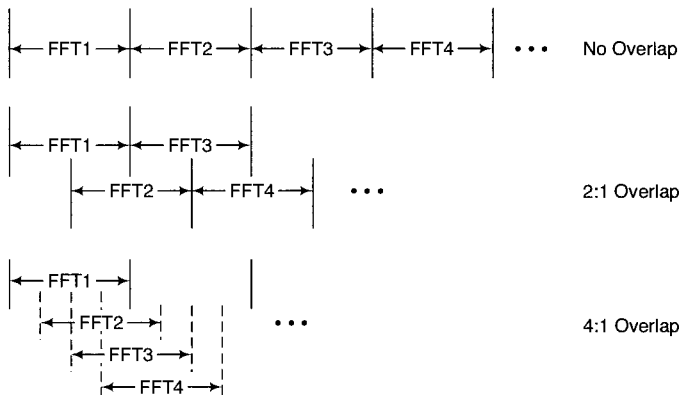 FFT1 FFT2 FFT3 FFT4 ••• No Overlap
FFT1 FFT3
FFT2 FFT4 ••• 2:1 Overlap
FFT1
FFT2 ••• 4:1 Overlap
FFT3
FFT4